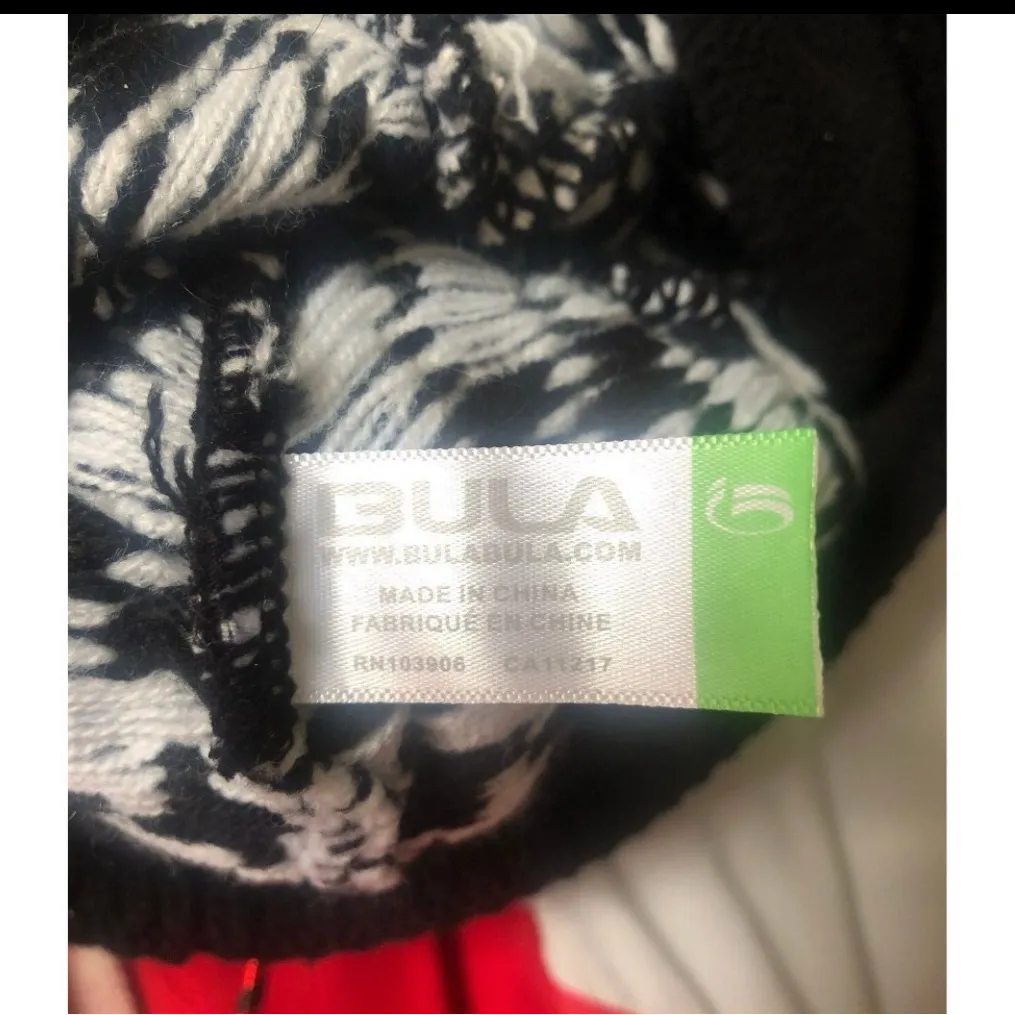 BULA
WWW.BULABULA.COM
MADE IN CHINA
FABRIQUÉ EN CHINE
RN103906 CA11217